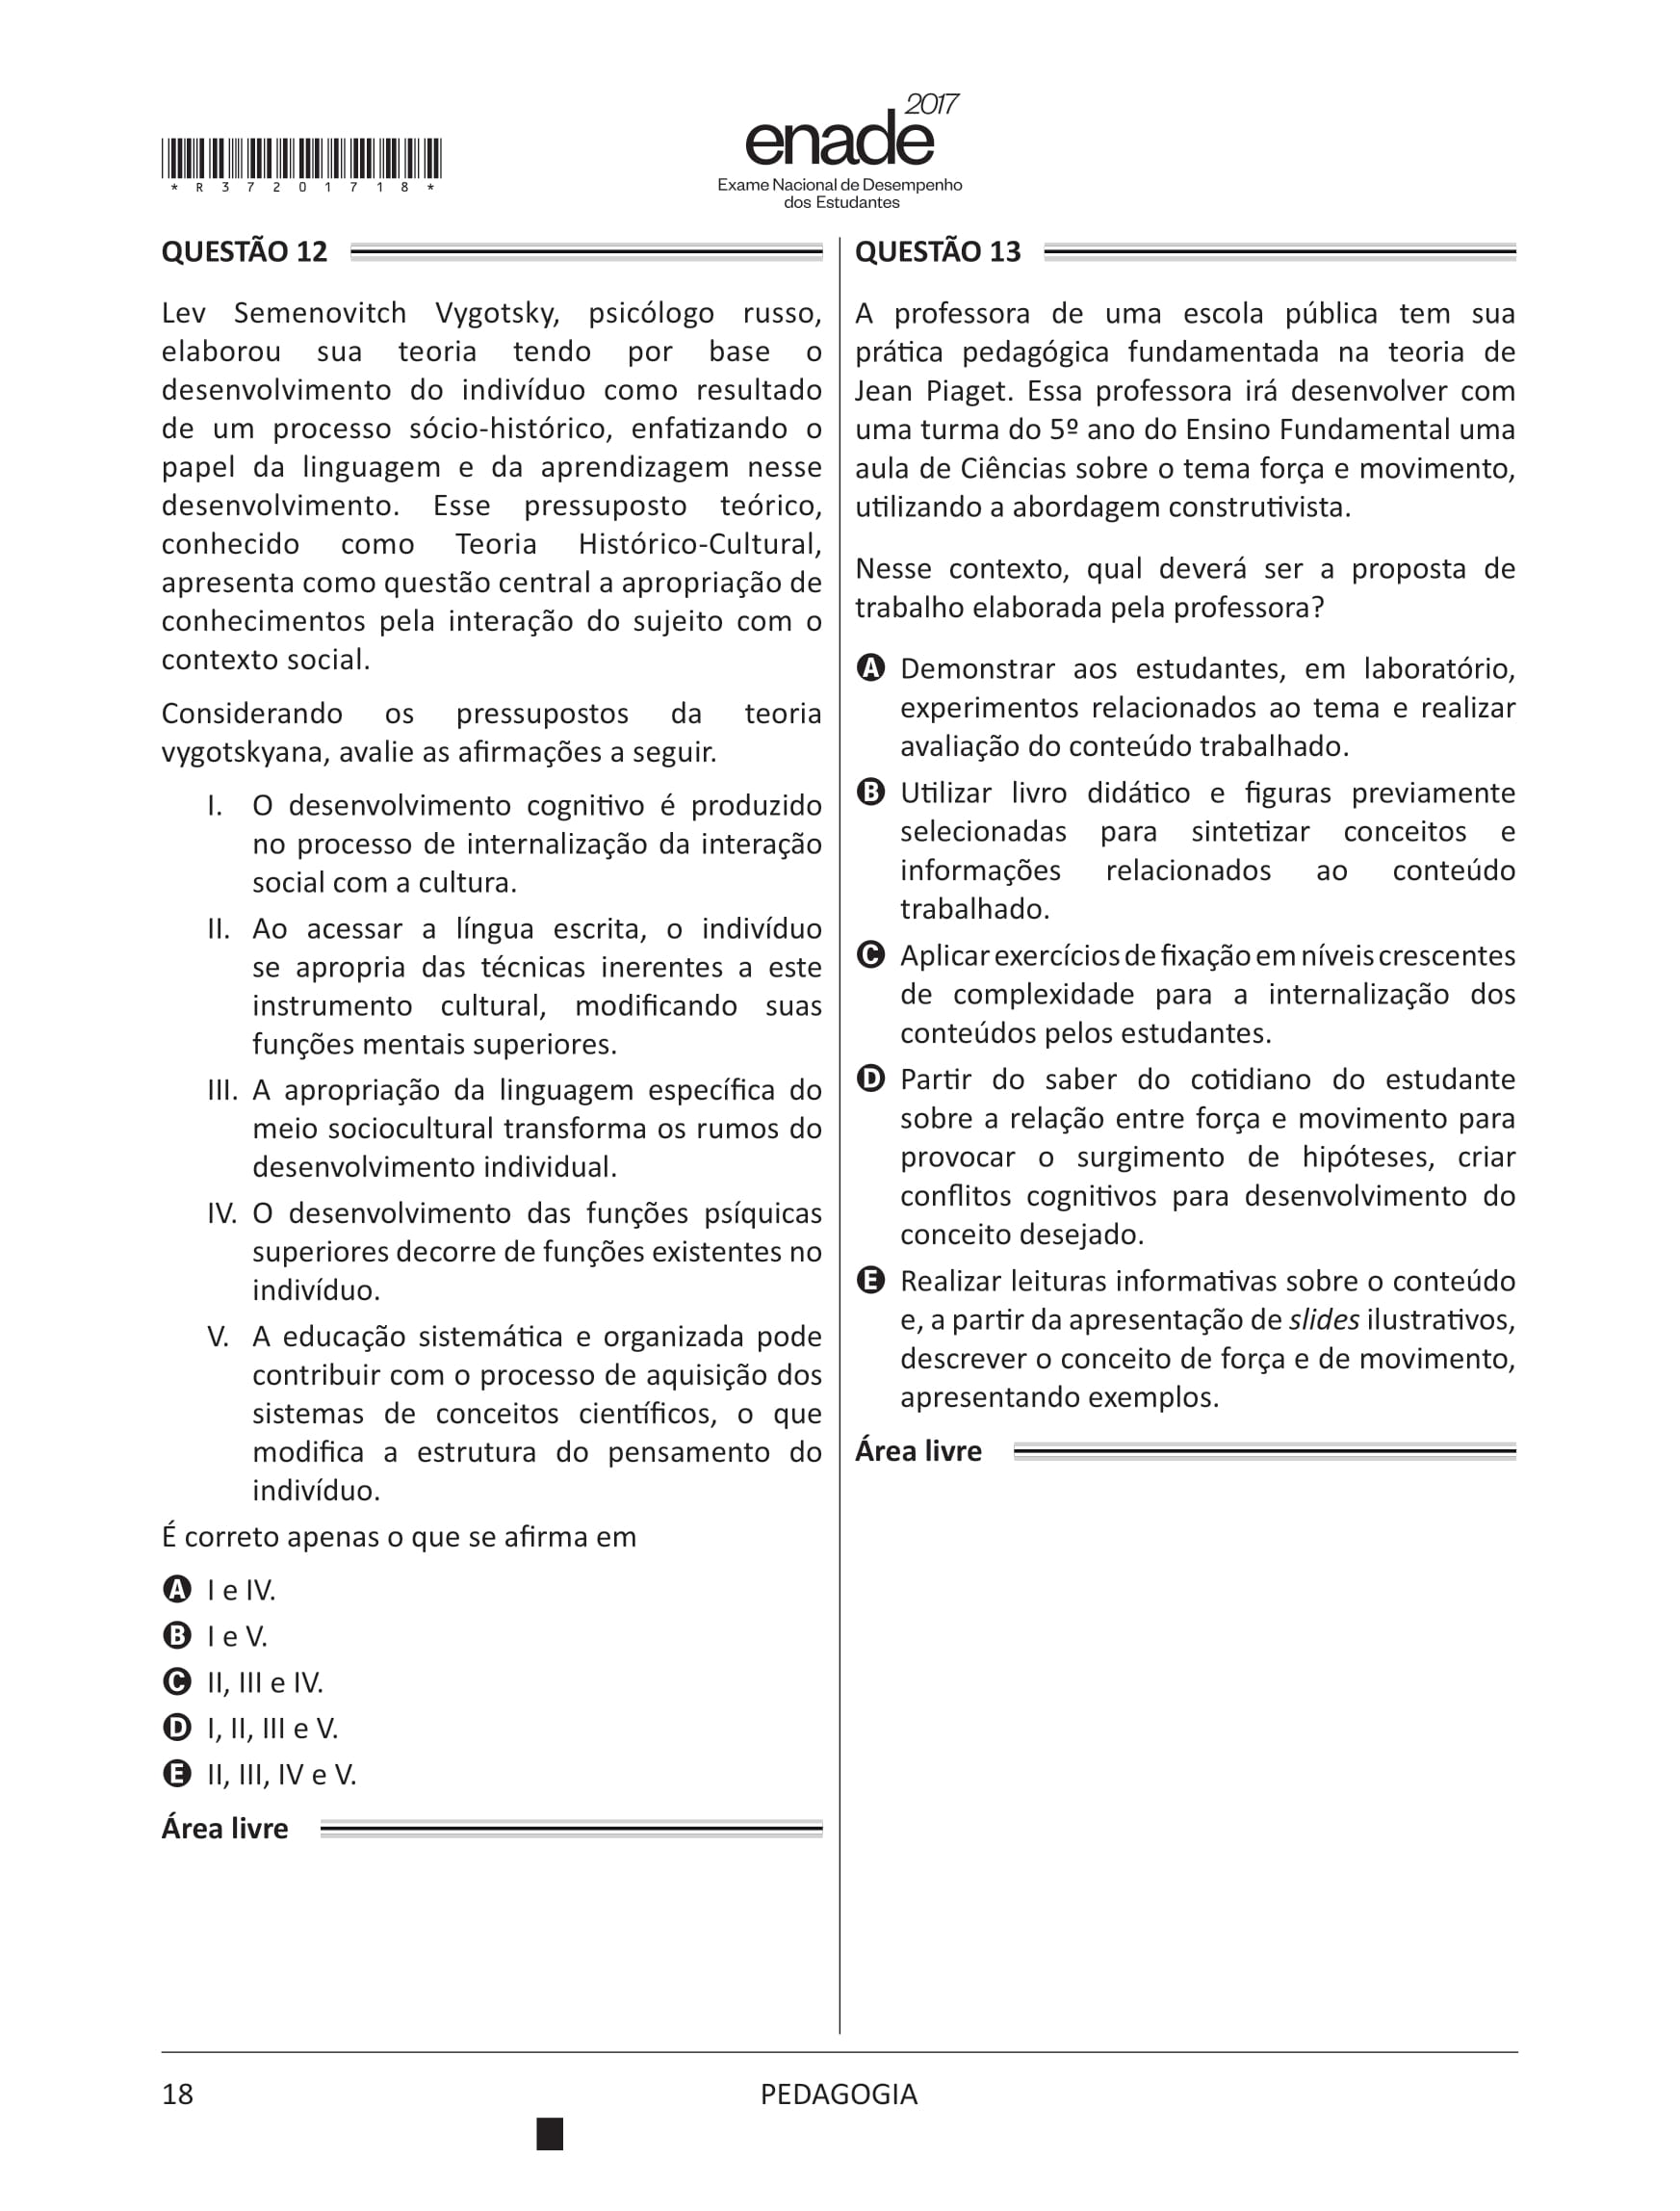 *R37201718*
enade 2017
Exame Nacional de Desempenho
dos Estudantes
QUESTÃO 12
Lev Semenovitch Vygotsky, psicólogo russo,
elaborou sua teoria tendo por base o
desenvolvimento do indivíduo como resultado
de um processo sócio-histórico, enfatizando o
papel da linguagem e da aprendizagem nesse
desenvolvimento. Esse pressuposto teórico,
conhecido como Teoria Histórico-Cultural,
apresenta como questão central a apropriação de
conhecimentos pela interação do sujeito com o
contexto social.
Considerando os pressupostos da teoria
vygotskyana, avalie as afirmações a seguir.
I. O desenvolvimento cognitivo é produzido
no processo de internalização da interação
social com a cultura.
II. Ao acessar a língua escrita, o indivíduo
se apropria das técnicas inerentes a este
instrumento cultural, modificando suas
funções mentais superiores.
III. A apropriação da linguagem específica do
meio sociocultural transforma os rumos do
desenvolvimento individual.
IV. O desenvolvimento das funções psíquicas
superiores decorre de funções existentes no
indivíduo.
V. A educação sistemática e organizada pode
contribuir com o processo de aquisição dos
sistemas de conceitos científicos, o que
modifica a estrutura do pensamento do
indivíduo.
É correto apenas o que se afirma em
A I e IV.
B I e V.
C II, III e IV.
D I, II, III e V.
E II, III, IV e V.
Área livre
QUESTÃO 13
A professora de uma escola pública tem sua
prática pedagógica fundamentada na teoria de
Jean Piaget. Essa professora irá desenvolver com
uma turma do 5º ano do Ensino Fundamental uma
aula de Ciências sobre o tema força e movimento,
utilizando a abordagem construtivista.
Nesse contexto, qual deverá ser a proposta de
trabalho elaborada pela professora?
A Demonstrar aos estudantes, em laboratório,
experimentos relacionados ao tema e realizar
avaliação do conteúdo trabalhado.
B Utilizar livro didático e figuras previamente
selecionadas para sintetizar conceitos e
informações relacionados ao conteúdo
trabalhado.
C Aplicar exercícios de fixação em níveis crescentes
de complexidade para a internalização dos
conteúdos pelos estudantes.
D Partir do saber do cotidiano do estudante
sobre a relação entre força e movimento para
provocar o surgimento de hipóteses, criar
conflitos cognitivos para desenvolvimento do
conceito desejado.
E Realizar leituras informativas sobre o conteúdo
e, a partir da apresentação de slides ilustrativos,
descrever o conceito de força e de movimento,
apresentando exemplos.
Área livre
18
PEDAGOGIA